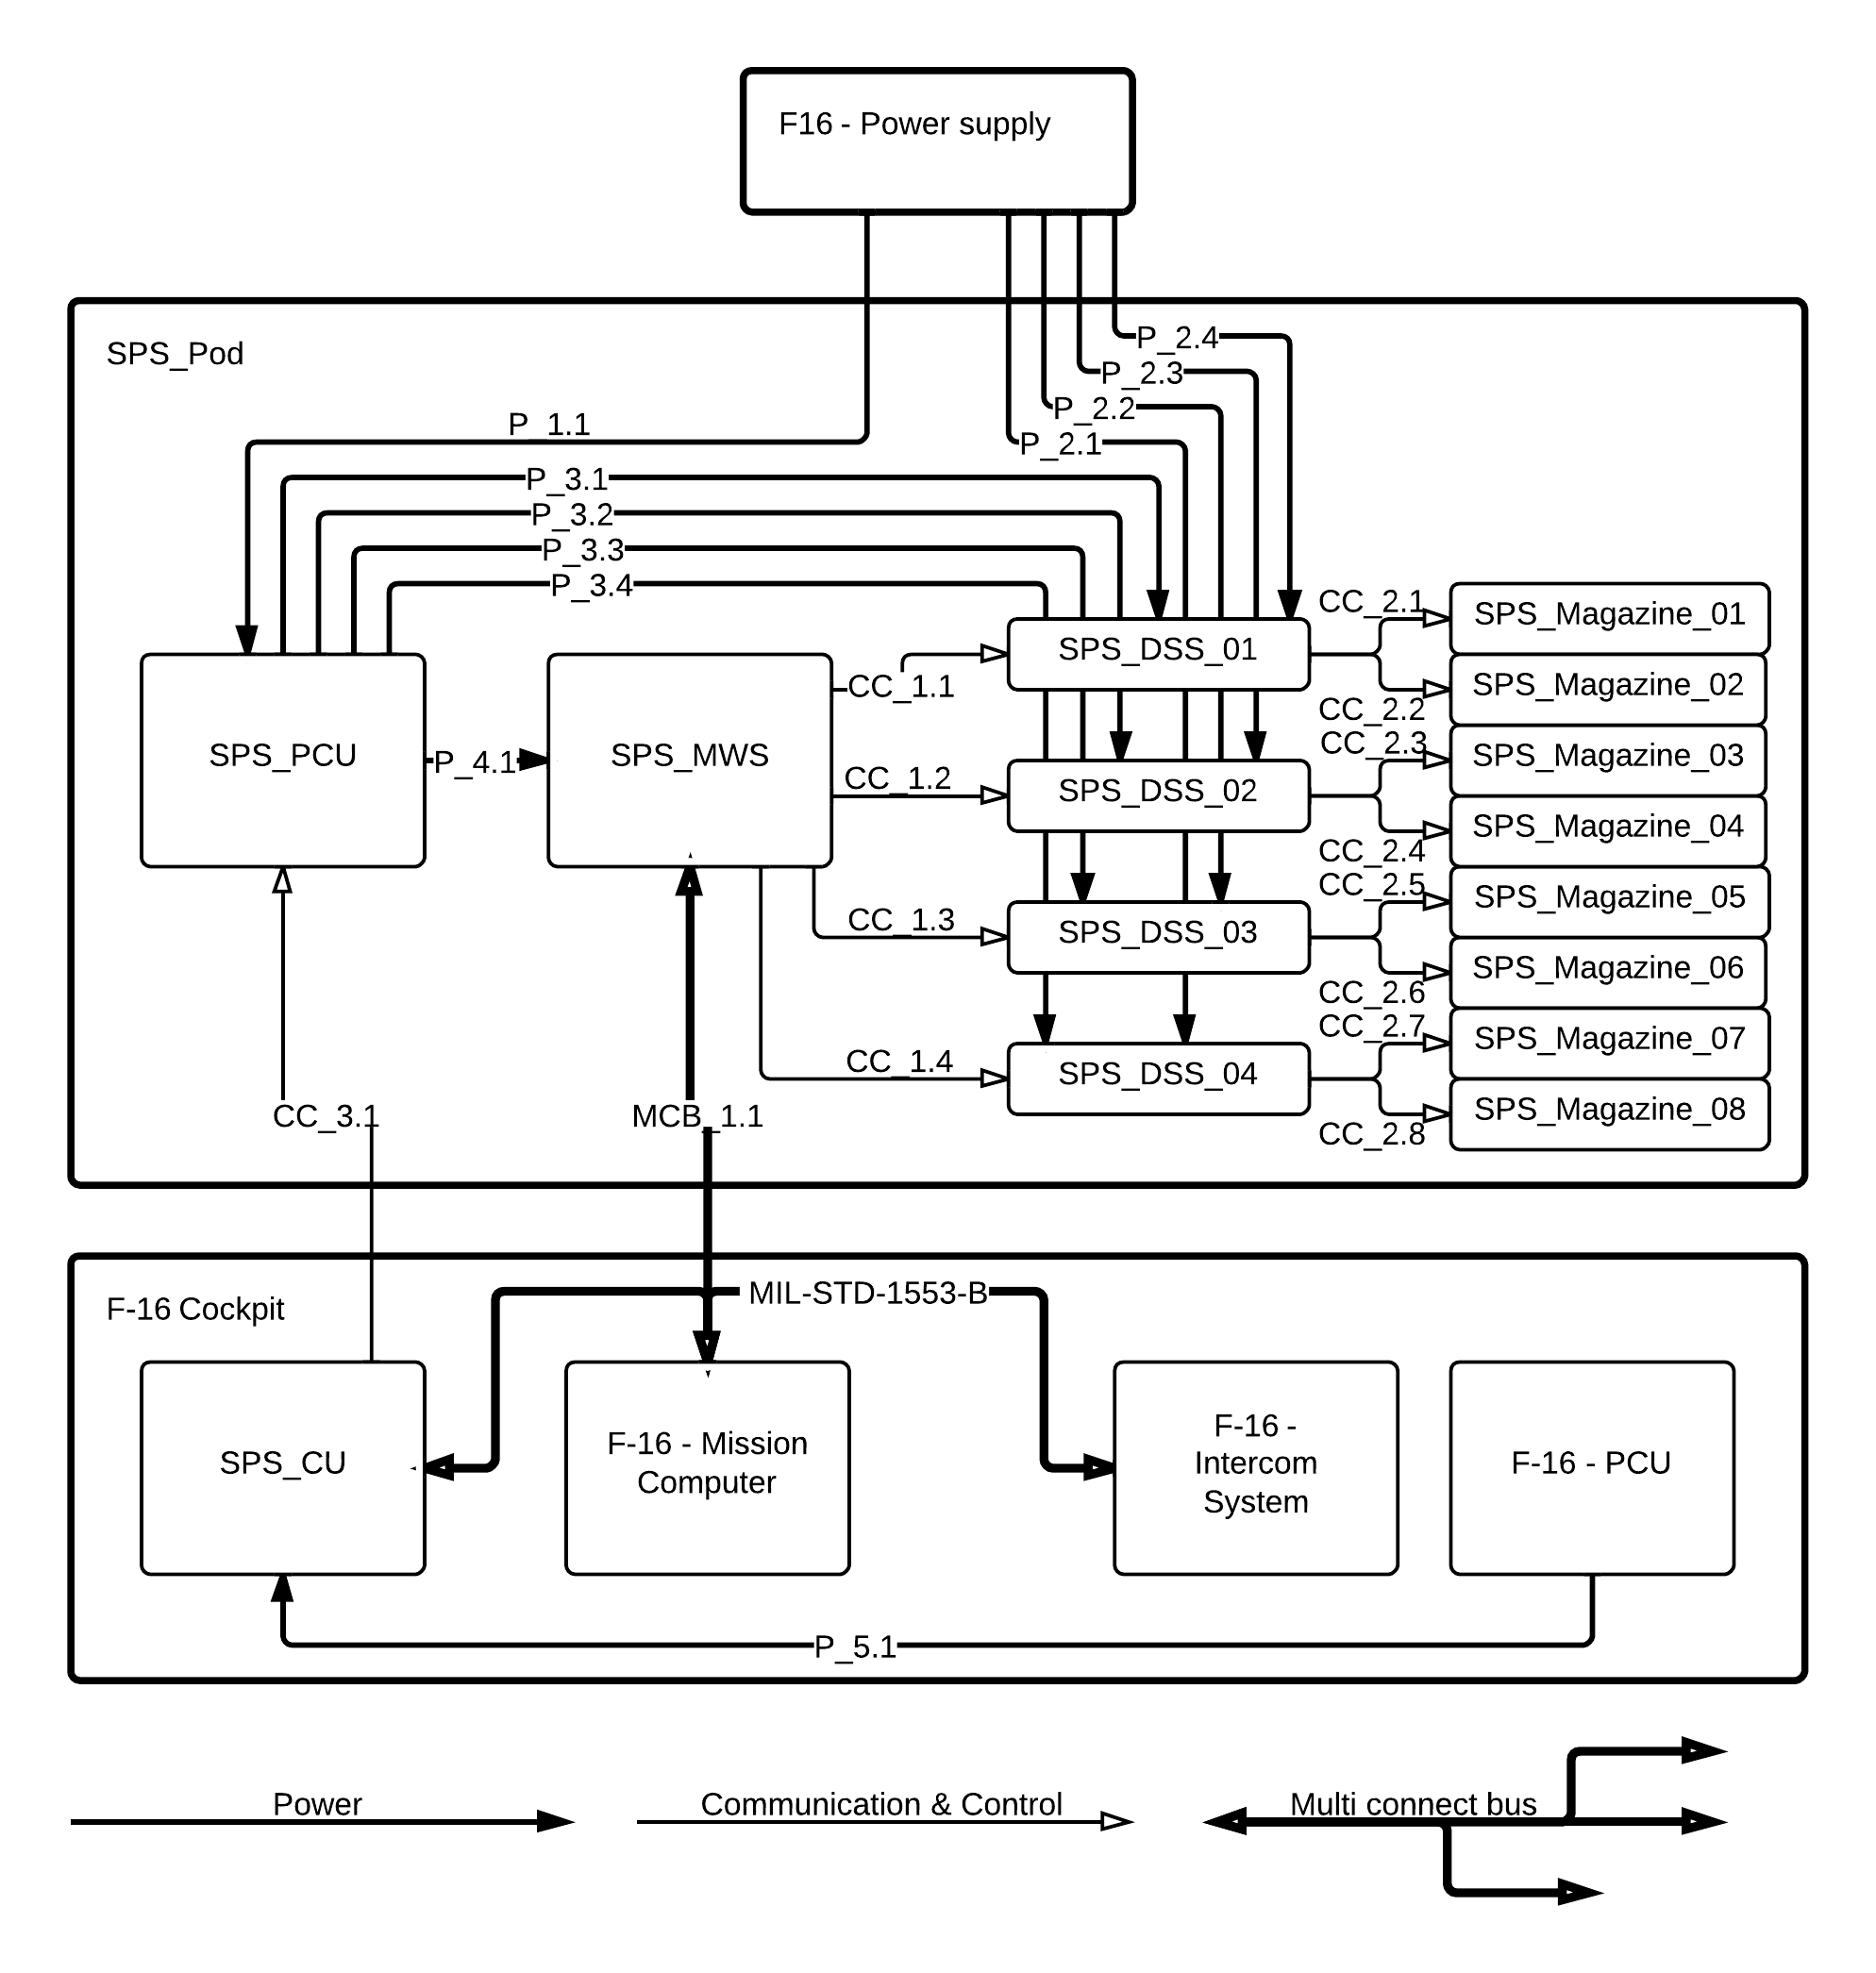 F16 - Power supply
SPS_Pod
P_2.4
P_2.3
P_2.2
P_1.1
P_2.1
P_3.1
P_3.2
P_3.3
P_3.4
CC_2.1
SPS_Magazine_01
SPS_DSS_01
CC_1.1
SPS_Magazine_02
CC_2.2
CC_2.3
SPS_PCU
P_4.1
SPS_MWS
SPS_Magazine_03
CC_1.2
SPS_DSS_02
SPS_Magazine_04
CC_2.4
CC_2.5
SPS_Magazine_05
CC_1.3
SPS_DSS_03
SPS_Magazine_06
CC_2.6
CC_2.7
SPS_Magazine_07
CC_1.4
SPS_DSS_04
SPS_Magazine_08
CC_3.1
MCB_1.1
CC_2.8
F-16 Cockpit
MIL-STD-1553-B
SPS_CU
F-16 - Mission
Computer
F-16 -
Intercom
System
F-16 - PCU
P_5.1
Power
Communication & Control
Multi connect bus